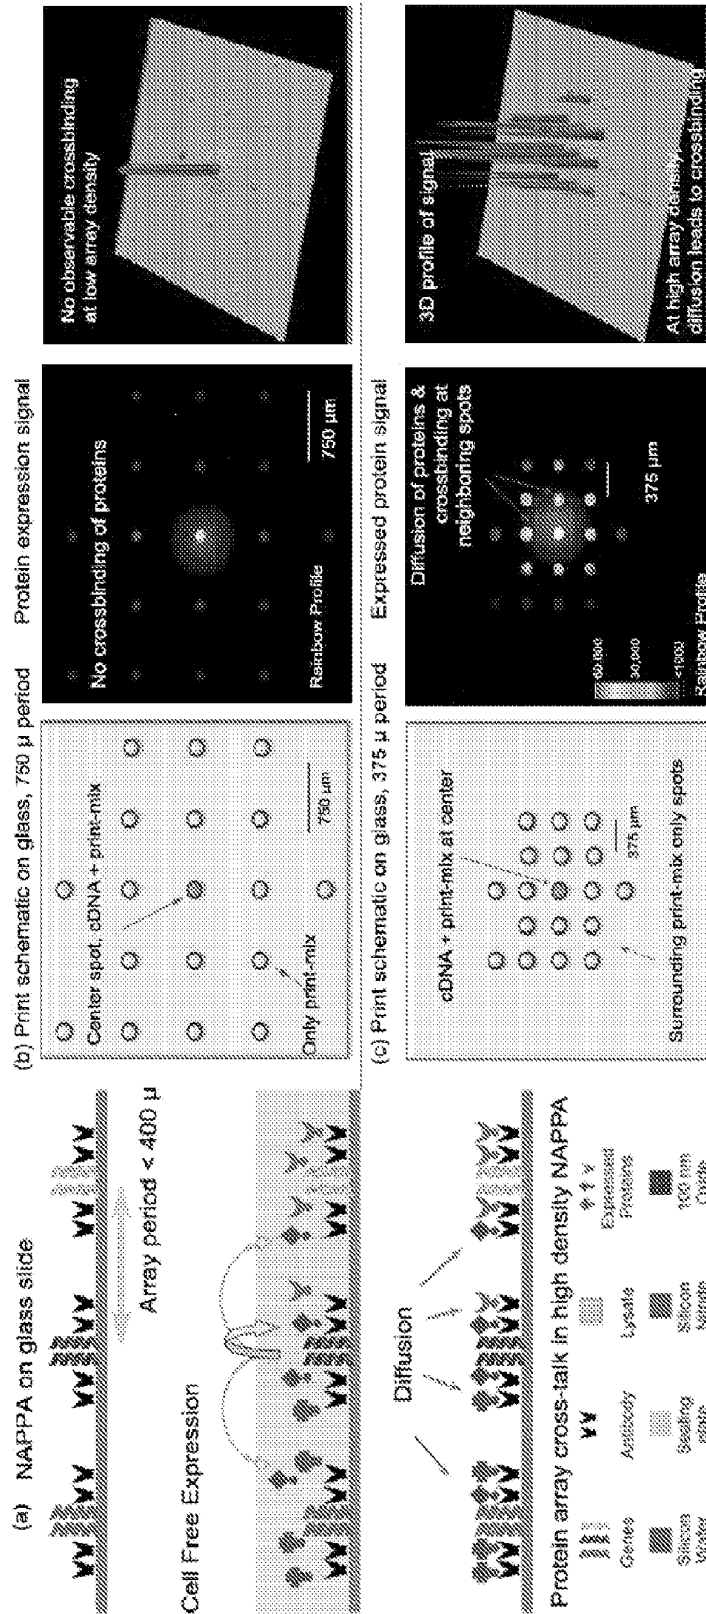 (a) NAPPA on glass slide
Array period < 400 µ
Cell Free Expression
Diffusion
Protein array cross-talk in high density NAPPA
Genes
Antibody
Lysate
Expressed
Proteins
Silicon
Wafer
Sealing
Silicon
Nitride
100 nm
Oxide
(b) Print schematic on glass, 750 µ period
Center spot, cDNA + print-mix
Only print-mix
750 µm
Protein expression signal
No crossbinding of proteins
Rainbow Profile
750 µm
No observable crossbinding
at low array density
(c) Print schematic on glass, 375 µ period
cDNA + print-mix at center
Surrounding print-mix only spots
375 µm
Expressed protein signal
Diffusion of proteins &
crossbinding at
neighboring spots
60,000
30,000
<1000
Rainbow Profile
375 µm
3D profile of signal
At high array density,
diffusion leads to crossbinding